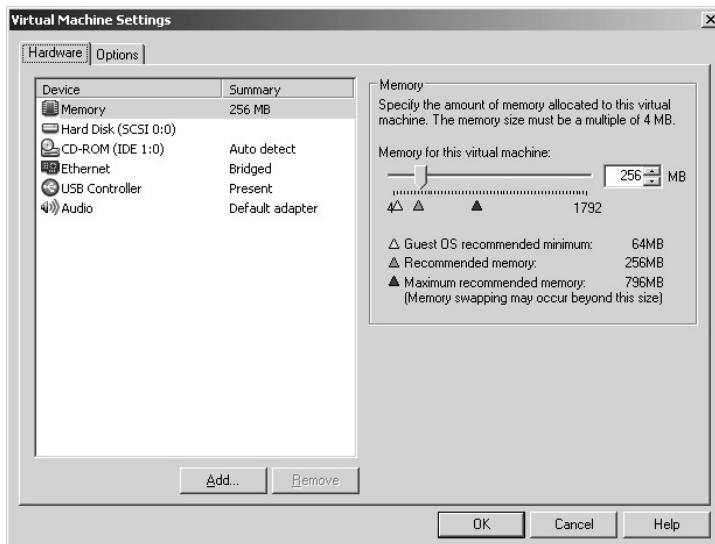 Virtual Machine Settings
Hardware Options
Device Summary
Memory 256 MB
Hard Disk (SCSI 0:0)
CD-ROM (IDE 1:0) Auto detect
Ethernet Bridged
USB Controller Present
Audio Default adapter
Add... Remove
Memory
Specify the amount of memory allocated to this virtual
machine. The memory size must be a multiple of 4 MB.
Memory for this virtual machine:
256 MB
4 1792
Guest OS recommended minimum: 64MB
Recommended memory: 256MB
Maximum recommended memory: 796MB
(Memory swapping may occur beyond this size)
OK Cancel Help